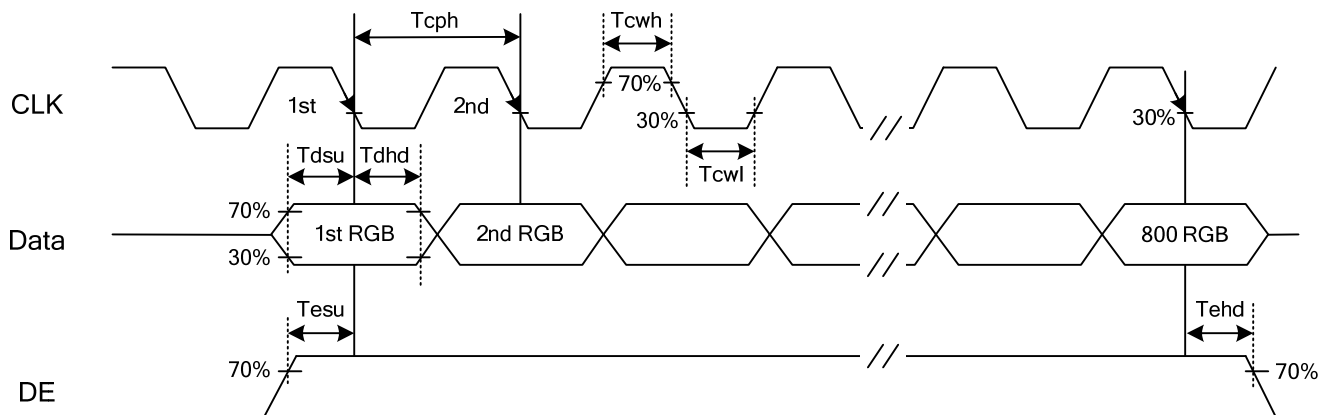 Tcph
Tcwh
CLK
1st
2nd
70%
30%
30%
Tcwl
Tdsu
Tdhd
70%
Data
1st RGB
2nd RGB
800 RGB
30%
Tesu
Tehd
70%
70%
DE